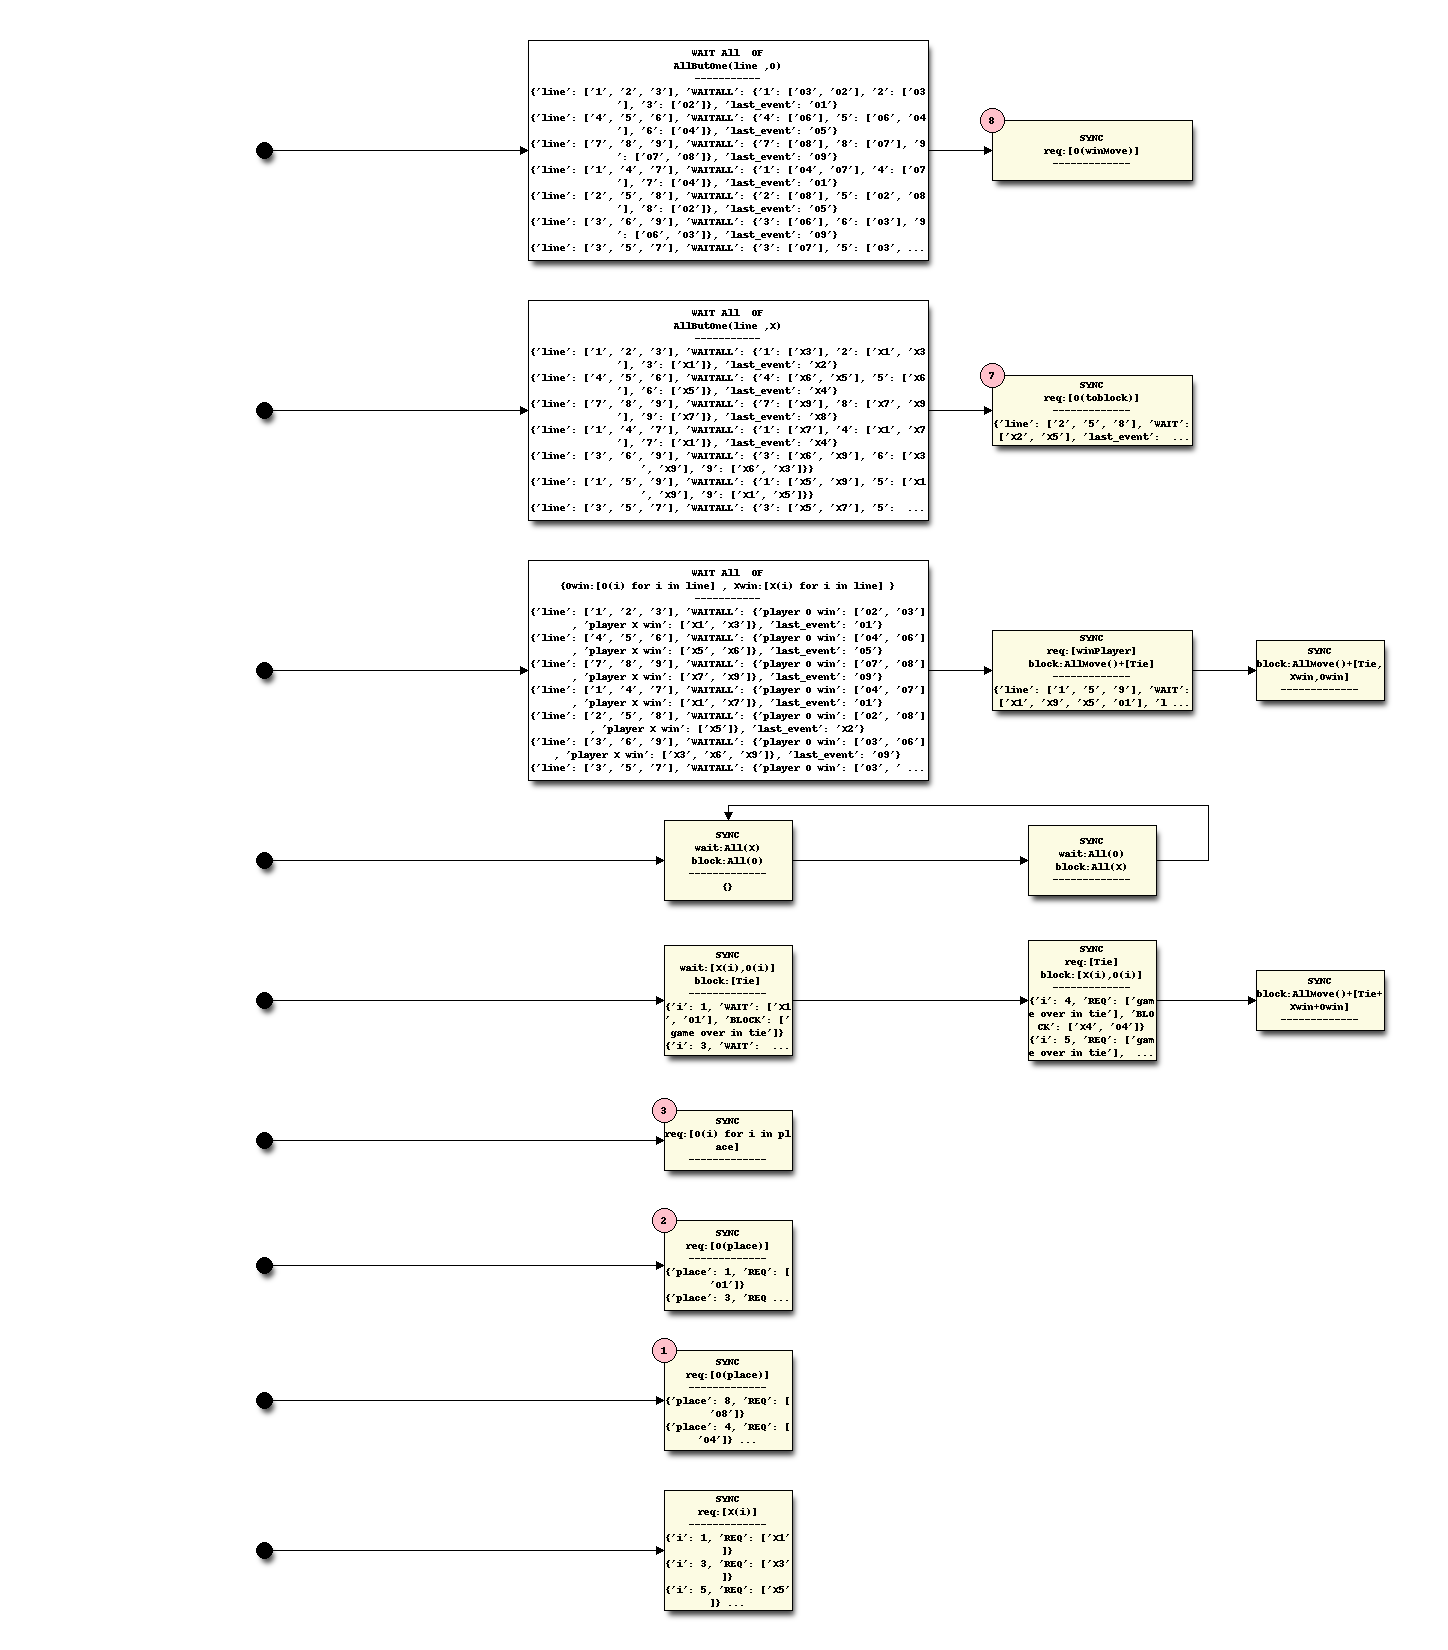 WAIT All  OF
AllButOne(line ,O)
-----------
{'line': ['1', '2', '3'], 'WAITALL': {'1': ['O3', 'O2'], '2': ['O3
'], '3': ['O2']}, 'last_event': 'O1'}
{'line': ['4', '5', '6'], 'WAITALL': {'4': ['O6'], '5': ['O6', 'O4
'], '6': ['O4']}, 'last_event': 'O5'}
{'line': ['7', '8', '9'], 'WAITALL': {'7': ['O8'], '8': ['O7'], '9
': ['O7', 'O8']}, 'last_event': 'O9'}
{'line': ['1', '4', '7'], 'WAITALL': {'1': ['O4', 'O7'], '4': ['O7
'], '7': ['O4']}, 'last_event': 'O1'}
{'line': ['2', '5', '8'], 'WAITALL': {'2': ['O8'], '5': ['O2', 'O8
'], '8': ['O2']}, 'last_event': 'O5'}
{'line': ['3', '6', '9'], 'WAITALL': {'3': ['O6'], '6': ['O3'], '9
': ['O6', 'O3']}, 'last_event': 'O9'}
{'line': ['3', '5', '7'], 'WAITALL': {'3': ['O7'], '5': ['O3', ...
8
SYNC
req:[O(winMove)]
-------------
WAIT All  OF
AllButOne(line ,X)
-----------
{'line': ['1', '2', '3'], 'WAITALL': {'1': ['X3'], '2': ['X1', 'X3
'], '3': ['X1']}, 'last_event': 'X2'}
{'line': ['4', '5', '6'], 'WAITALL': {'4': ['X6', 'X5'], '5': ['X6
'], '6': ['X5']}, 'last_event': 'X4'}
{'line': ['7', '8', '9'], 'WAITALL': {'7': ['X9'], '8': ['X7', 'X9
'], '9': ['X7']}, 'last_event': 'X8'}
{'line': ['1', '4', '7'], 'WAITALL': {'1': ['X7'], '4': ['X1', 'X7
'], '7': ['X1']}, 'last_event': 'X4'}
{'line': ['3', '6', '9'], 'WAITALL': {'3': ['X6', 'X9'], '6': ['X3
', 'X9'], '9': ['X6', 'X3']}}
{'line': ['1', '5', '9'], 'WAITALL': {'1': ['X5', 'X9'], '5': ['X1
', 'X9'], '9': ['X1', 'X5']}}
{'line': ['3', '5', '7'], 'WAITALL': {'3': ['X5', 'X7'], '5':  ...
7
SYNC
req:[O(toblock)]
-------------
{'line': ['2', '5', '8'], 'WAIT':
['X2', 'X5'], 'last_event':  ...
WAIT All  OF
{Owin:[O(i) for i in line] , Xwin:[X(i) for i in line] }
-----------
{'line': ['1', '2', '3'], 'WAITALL': {'player O win': ['O2', 'O3']
, 'player X win': ['X1', 'X3']}, 'last_event': 'O1'}
{'line': ['4', '5', '6'], 'WAITALL': {'player O win': ['O4', 'O6']
, 'player X win': ['X5', 'X6']}, 'last_event': 'O5'}
{'line': ['7', '8', '9'], 'WAITALL': {'player O win': ['O7', 'O8']
, 'player X win': ['X7', 'X9']}, 'last_event': 'O9'}
{'line': ['1', '4', '7'], 'WAITALL': {'player O win': ['O4', 'O7']
, 'player X win': ['X1', 'X7']}, 'last_event': 'O1'}
{'line': ['2', '5', '8'], 'WAITALL': {'player O win': ['O2', 'O8']
, 'player X win': ['X5']}, 'last_event': 'X2'}
{'line': ['3', '6', '9'], 'WAITALL': {'player O win': ['O3', 'O6']
, 'player X win': ['X3', 'X6', 'X9']}, 'last_event': 'O9'}
{'line': ['3', '5', '7'], 'WAITALL': {'player O win': ['O3', ' ...
SYNC
req:[winPlayer]
block:AllMove()+[Tie]
-------------
{'line': ['1', '5', '9'], 'WAIT':
['X1', 'X9', 'X5', 'O1'], 'l ...
SYNC
block:AllMove()+[Tie,
Xwin,Owin]
-------------
SYNC
wait:All(X)
block:All(O)
-------------
{}
SYNC
wait:All(O)
block:All(X)
-------------
SYNC
wait:[X(i),O(i)]
block:[Tie]
-------------
{'i': 1, 'WAIT': ['X1
', 'O1'], 'BLOCK': ['
game over in tie']}
{'i': 3, 'WAIT':  ...
SYNC
req:[Tie]
block:[X(i),O(i)]
-------------
{'i': 4, 'REQ': ['gam
e over in tie'], 'BLO
CK': ['X4', 'O4']}
{'i': 5, 'REQ': ['gam
e over in tie'],  ...
SYNC
block:AllMove()+[Tie+
Xwin+Owin]
-------------
3
SYNC
req:[O(i) for i in pl
ace]
-------------
2
SYNC
req:[O(place)]
-------------
{'place': 1, 'REQ': [
'O1']}
{'place': 3, 'REQ ...
1
SYNC
req:[O(place)]
-------------
{'place': 8, 'REQ': [
'O8']}
{'place': 4, 'REQ': [
'O4']} ...
SYNC
req:[X(i)]
-------------
{'i': 1, 'REQ': ['X1'
]}
{'i': 3, 'REQ': ['X3'
]}
{'i': 5, 'REQ': ['X5'
]} ...